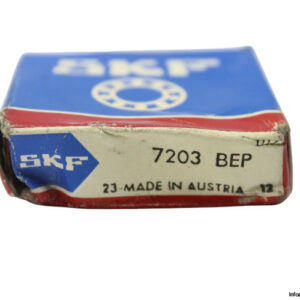 SKF
SKF
7203 BEP
23-MADE IN AUSTRIA 12